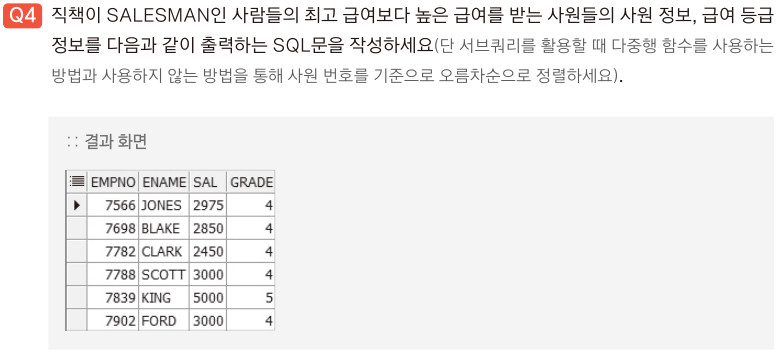 Q4 직책이 SALESMAN인 사람들의 최고 급여보다 높은 급여를 받는 사원들의 사원 정보, 급여 등급
정보를 다음과 같이 출력하는 SQL문을 작성하세요(단 서브쿼리를 활용할 때 다중행 함수를 사용하는
방법과 사용하지 않는 방법을 통해 사원 번호를 기준으로 오름차순으로 정렬하세요).
:: 결과 화면
EMPNO ENAME SAL GRADE
7566 JONES 2975 4
7698 BLAKE 2850 4
7782 CLARK 2450 4
7788 SCOTT 3000 4
7839 KING 5000 5
7902 FORD 3000 4